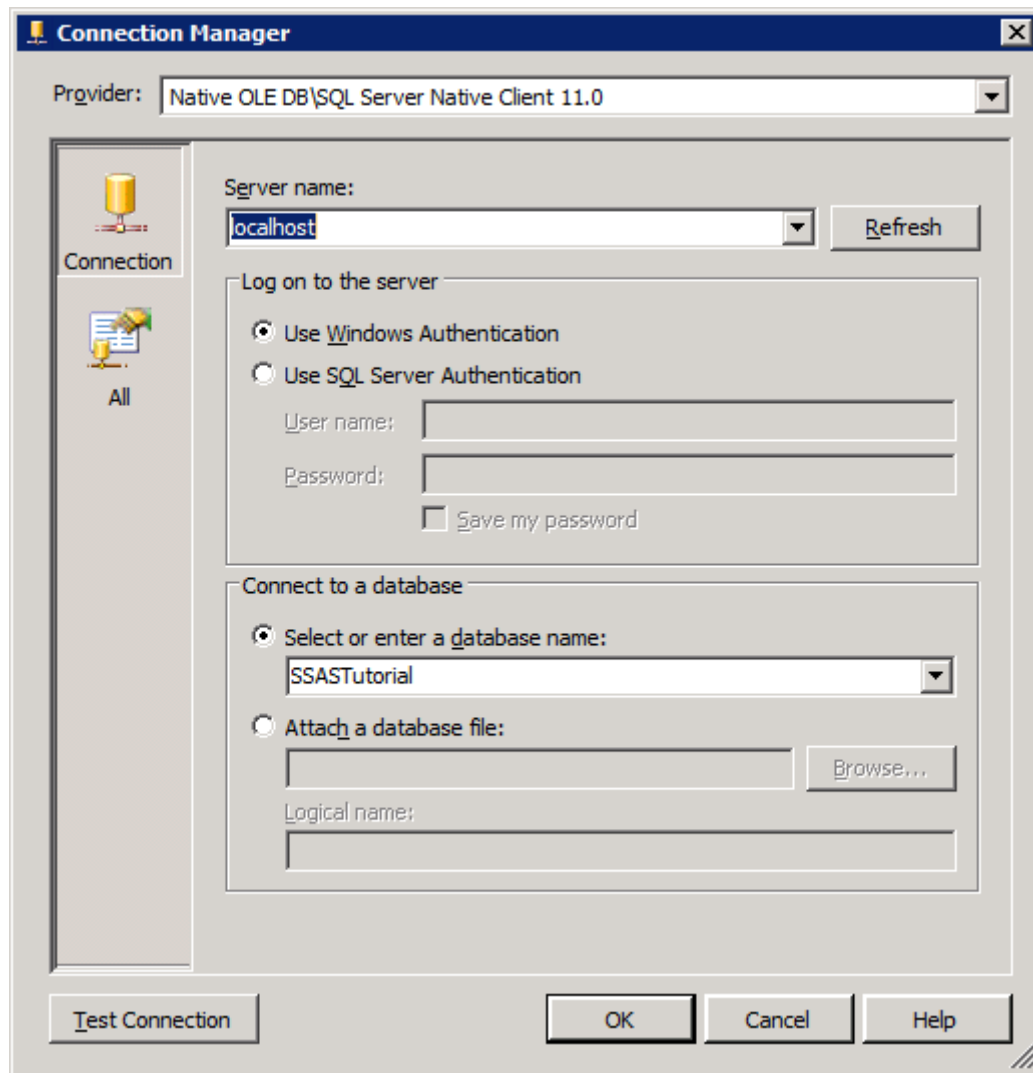 Connection Manager
Provider: Native OLE DB\SQL Server Native Client 11.0
Connection
All
Server name:
localhost
Refresh
Log on to the server
Use Windows Authentication
Use SQL Server Authentication
User name:
Password:
Save my password
Connect to a database
Select or enter a database name:
SSASTutorial
Attach a database file:
Browse...
Logical name:
Test Connection
OK
Cancel
Help